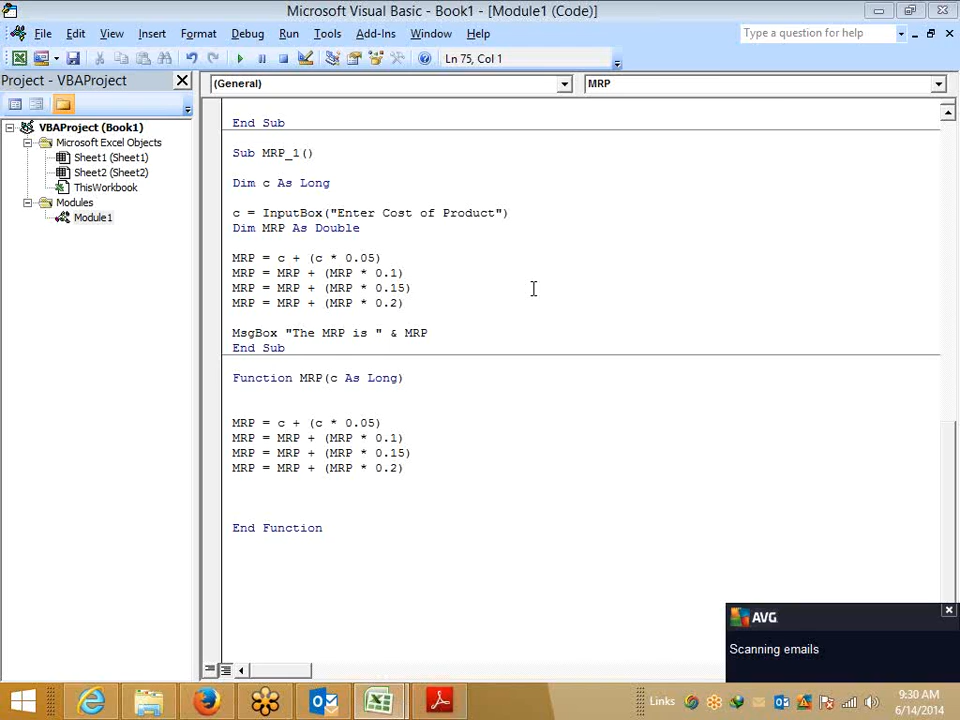 Microsoft Visual Basic - Book1 - [Module1 (Code)]
File Edit View Insert Format Debug Run Tools Add-Ins Window Help
Type a question for help
Ln 75, Col 1
Project - VBAProject
(General)
MRP
VBAProject (Book1)
Microsoft Excel Objects
Sheet1 (Sheet1)
Sheet2 (Sheet2)
ThisWorkbook
Modules
Module1
End Sub
Sub MRP_1()
Dim c As Long
c = InputBox("Enter Cost of Product")
Dim MRP As Double
MRP = c + (c * 0.05)
MRP = MRP + (MRP * 0.1)
MRP = MRP + (MRP * 0.15)
MRP = MRP + (MRP * 0.2)
MsgBox "The MRP is " & MRP
End Sub
Function MRP(c As Long)
MRP = c + (c * 0.05)
MRP = MRP + (MRP * 0.1)
MRP = MRP + (MRP * 0.15)
MRP = MRP + (MRP * 0.2)
End Function
AVG
Scanning emails
Links
9:30 AM
6/14/2014